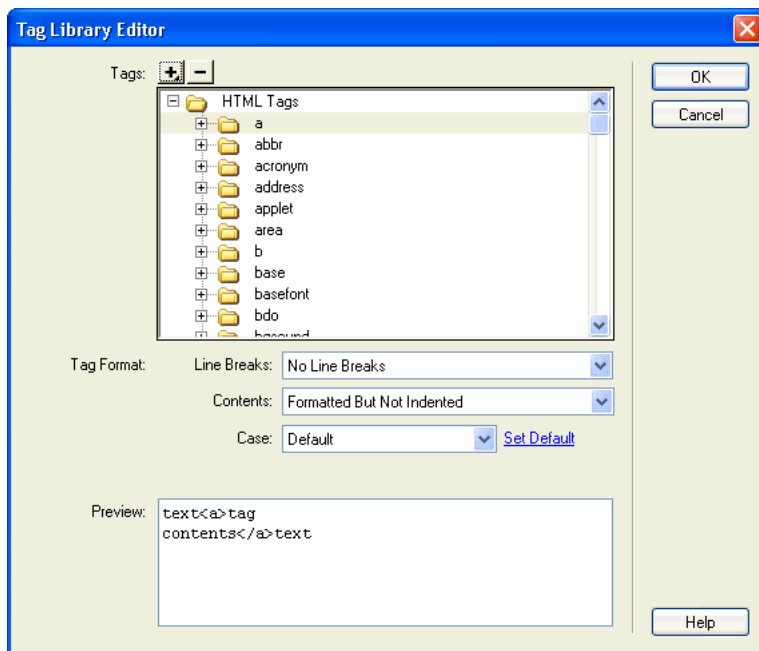 Tag Library Editor
Tags:
HTML Tags
a
abbr
acronym
address
applet
area
b
base
basefont
bdo
bgsound
Tag Format:
Line Breaks: No Line Breaks
Contents: Formatted But Not Indented
Case: Default Set Default
Preview:
text<a>tag
contents</a>text
OK
Cancel
Help